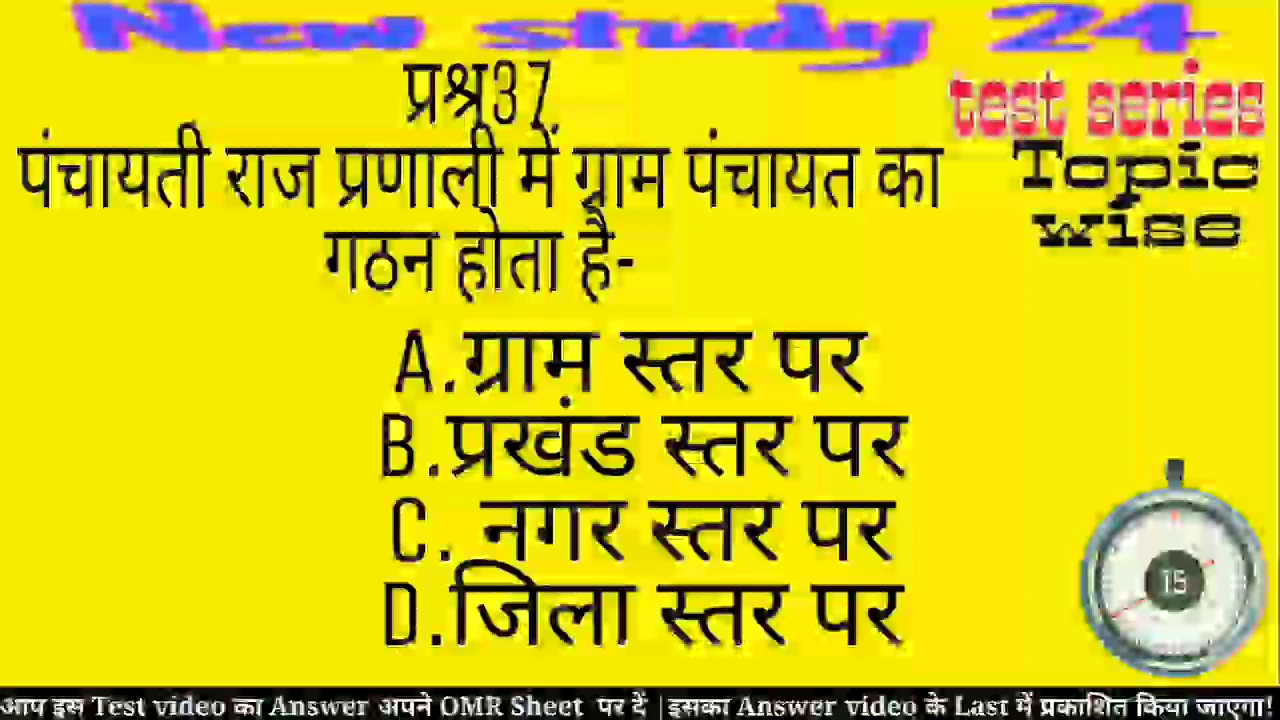 New study 24
test series
Topic
wise
प्रश्न37
पंचायती राज प्रणाली में ग्राम पंचायत का
गठन होता है-
A.ग्राम स्तर पर
B.प्रखंड स्तर पर
C. नगर स्तर पर
D.जिला स्तर पर
15
आप इस Test video का Answer अपने OMR Sheet पर दें |इसका Answer video के Last में प्रकाशित किया जाएगा!